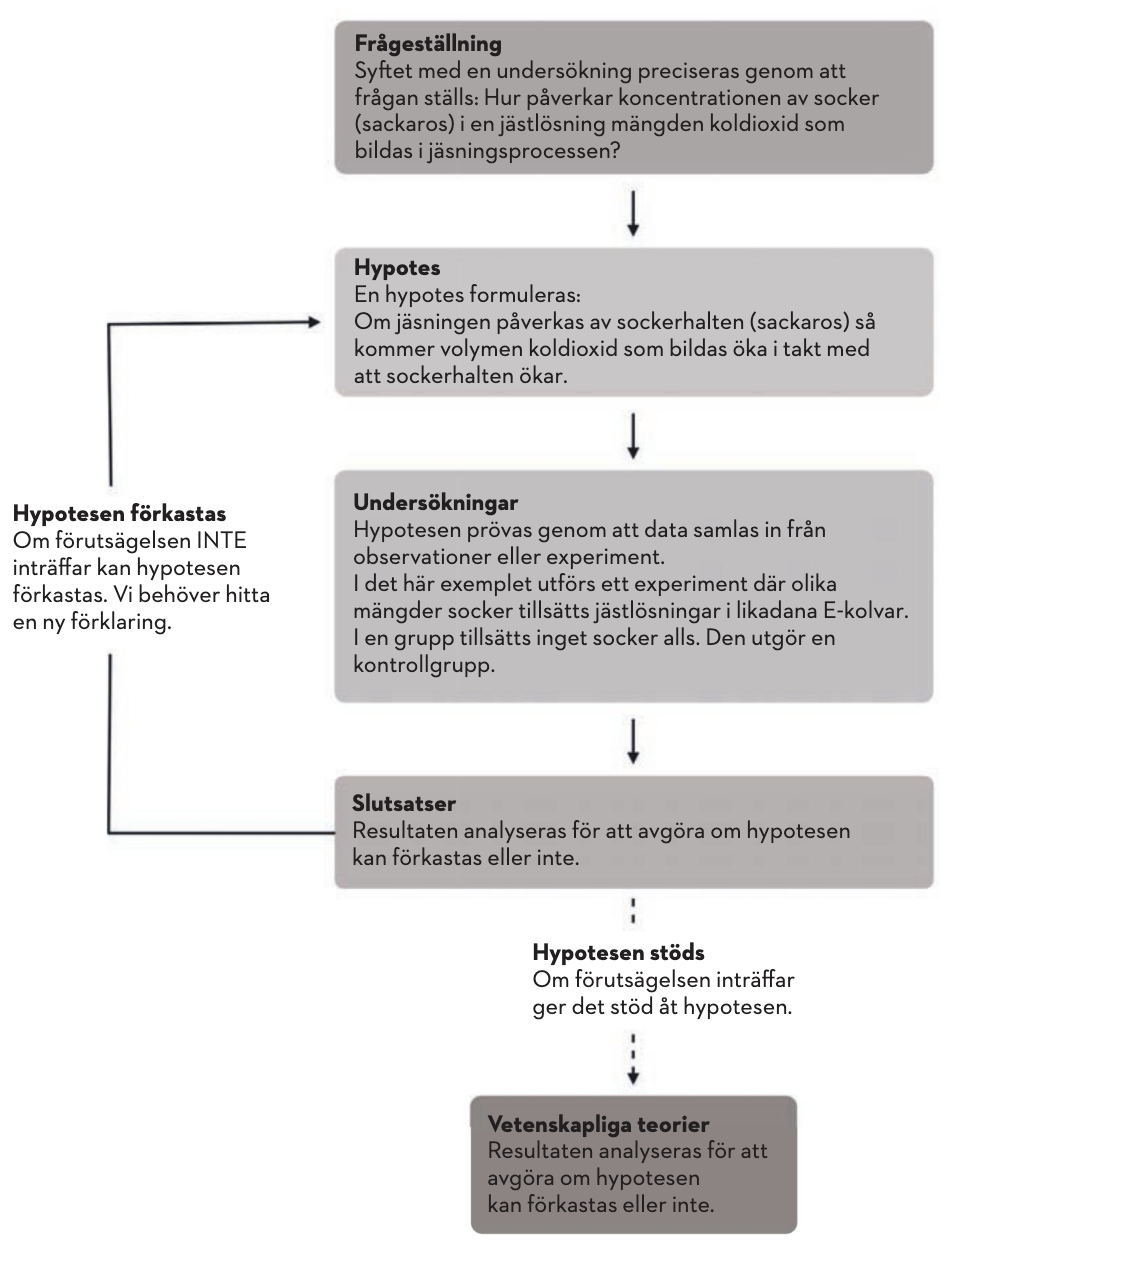 Frågeställning
Syftet med en undersökning preciseras genom att
frågan ställs: Hur påverkar koncentrationen av socker
(sackaros) i en jästlösning mängden koldioxid som
bildas i jäsningsprocessen?
Hypotes
En hypotes formuleras:
Om jäsningen påverkas av sockerhalten (sackaros) så
kommer volymen koldioxid som bildas öka i takt med
att sockerhalten ökar.
Hypotesen förkastas
Om förutsägelsen INTE
inträffar kan hypotesen
förkastas. Vi behöver hitta
en ny förklaring.
Undersökningar
Hypotesen prövas genom att data samlas in från
observationer eller experiment.
I det här exemplet utförs ett experiment där olika
mängder socker tillsätts jästlösningar i likadana E-kolvar.
I en grupp tillsätts inget socker alls. Den utgör en
kontrollgrupp.
Slutsatser
Resultaten analyseras för att avgöra om hypotesen
kan förkastas eller inte.
Hypotesen stöds
Om förutsägelsen inträffar
ger det stöd åt hypotesen.
Vetenskapliga teorier
Resultaten analyseras för att
avgöra om hypotesen
kan förkastas eller inte.